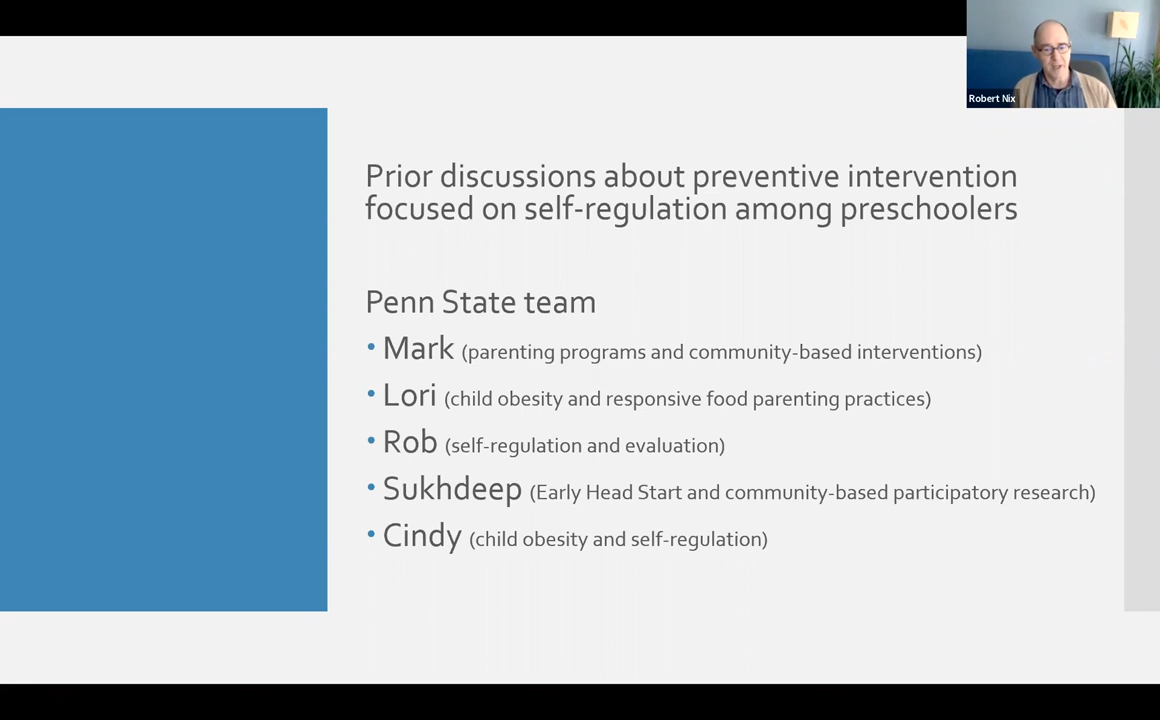 Robert Nix
Prior discussions about preventive intervention
focused on self-regulation among preschoolers
Penn State team
• Mark (parenting programs and community-based interventions)
• Lori (child obesity and responsive food parenting practices)
• Rob (self-regulation and evaluation)
• Sukhdeep (Early Head Start and community-based participatory research)
• Cindy (child obesity and self-regulation)